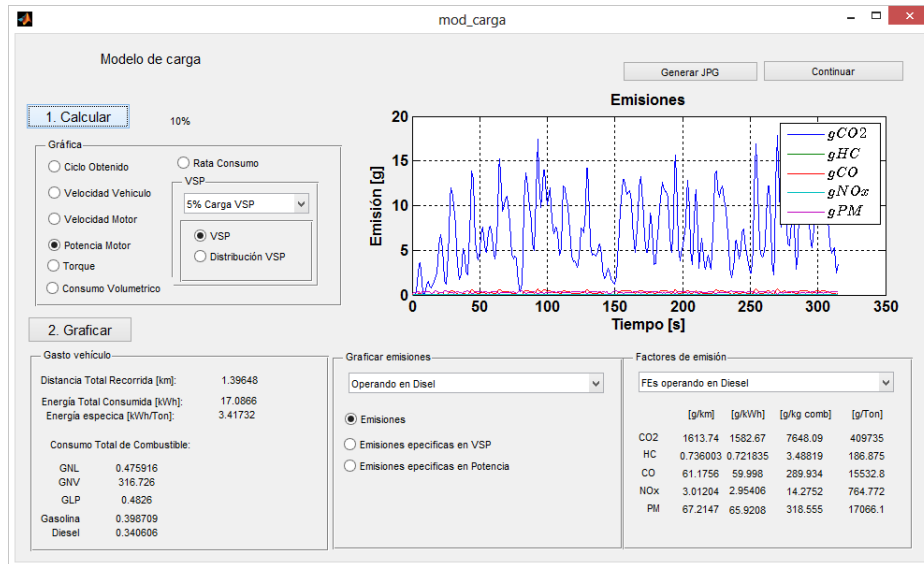 mod_carga
Modelo de carga
Generar JPG
Continuar
1. Calcular
10%
Gráfica
Ciclo Obtenido
Velocidad Vehiculo
Velocidad Motor
Potencia Motor
Torque
Consumo Volumetrico
Rata Consumo
VSP
5% Carga VSP
VSP
Distribución VSP
2. Graficar
Emisiones
Emisión [g]
20
15
10
5
0
0 50 100 150 200 250 300 350
Tiempo [s]
gCO2
gHC
gCO
gNOx
gPM
Gasto vehículo
Distancia Total Recorrida [km]: 1.39648
Energía Total Consumida [kWh]: 17.0866
Energía especica [kWh/Ton]: 3.41732
Consumo Total de Combustible:
GNL 0.475916
GNV 316.726
GLP 0.4826
Gasolina 0.398709
Diesel 0.340606
Graficar emisiones
Operando en Disel
Emisiones
Emisiones especificas en VSP
Emisiones especificas en Potencia
Factores de emisión
FEs operando en Diesel
[g/km] [g/kWh] [g/kg comb] [g/Ton]
CO2 1613.74 1582.67 7648.09 409735
HC 0.736003 0.721835 3.48819 186.875
CO 61.1756 59.998 289.934 15532.8
NOx 3.01204 2.95406 14.2752 764.772
PM 67.2147 65.9208 318.555 17066.1